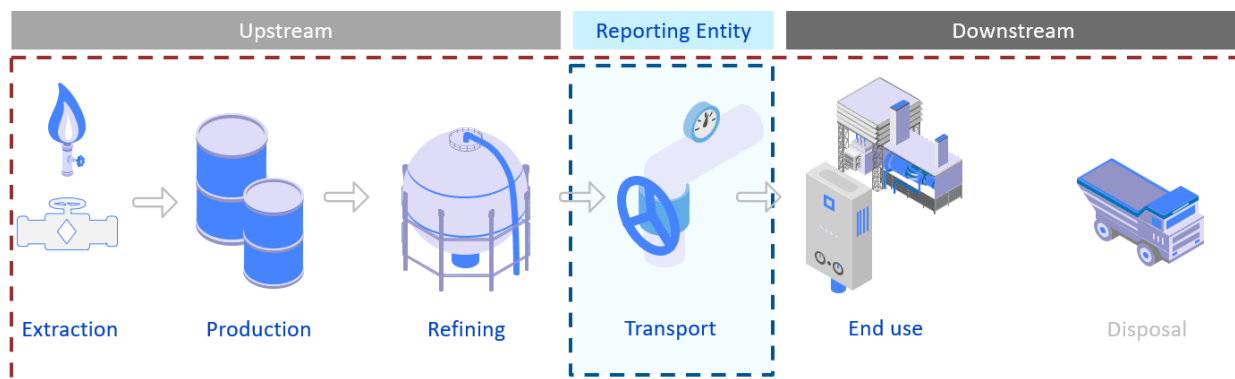 Upstream
Reporting Entity
Downstream
Extraction
Production
Refining
Transport
End use
Disposal